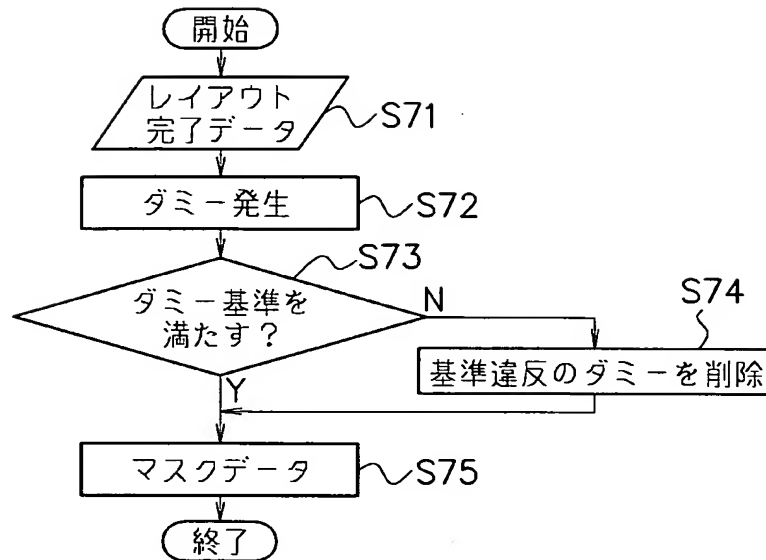 開始
レイアウト
完了データ
S71
ダミー発生
S72
S73
ダミー基準を
満たす?
N
S74
基準違反のダミーを削除
Y
マスクデータ
S75
終了